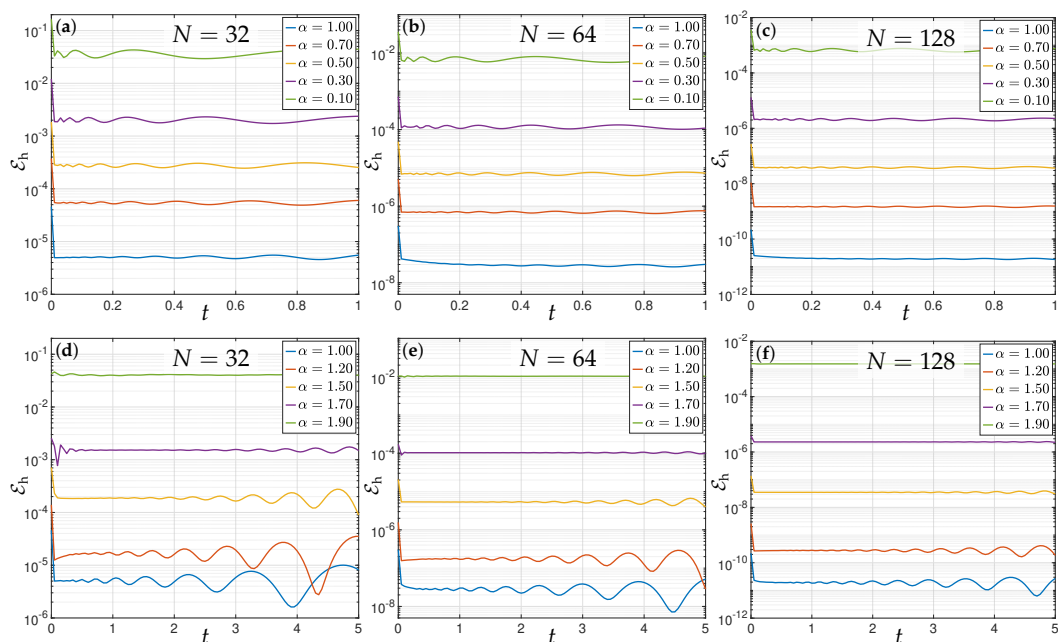 (a)
N = 32
α = 1.00
α = 0.70
α = 0.50
α = 0.30
α = 0.10
10⁻¹
10⁻²
10⁻³
10⁻⁴
10⁻⁵
10⁻⁶
ℰₕ
0 0.2 0.4 0.6 0.8 1
t
(b)
N = 64
α = 1.00
α = 0.70
α = 0.50
α = 0.30
α = 0.10
10⁻²
10⁻⁴
10⁻⁶
10⁻⁸
ℰₕ
0 0.2 0.4 0.6 0.8 1
t
(c)
N = 128
α = 1.00
α = 0.70
α = 0.50
α = 0.30
α = 0.10
10⁻²
10⁻⁴
10⁻⁶
10⁻⁸
10⁻¹⁰
10⁻¹²
ℰₕ
0 0.2 0.4 0.6 0.8 1
t
(d)
N = 32
α = 1.00
α = 1.20
α = 1.50
α = 1.70
α = 1.90
10⁻¹
10⁻²
10⁻³
10⁻⁴
10⁻⁵
10⁻⁶
ℰₕ
0 1 2 3 4 5
t
(e)
N = 64
α = 1.00
α = 1.20
α = 1.50
α = 1.70
α = 1.90
10⁻²
10⁻⁴
10⁻⁶
10⁻⁸
ℰₕ
0 1 2 3 4 5
t
(f)
N = 128
α = 1.00
α = 1.20
α = 1.50
α = 1.70
α = 1.90
10⁻²
10⁻⁴
10⁻⁶
10⁻⁸
10⁻¹⁰
10⁻¹²
ℰₕ
0 1 2 3 4 5
t